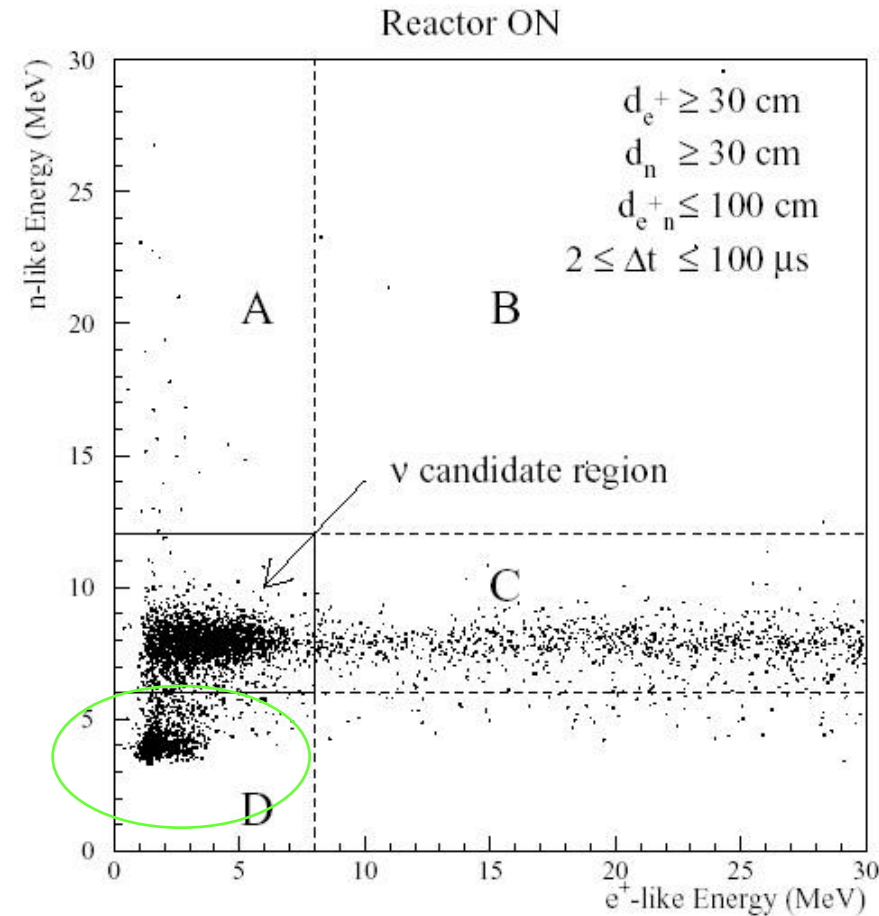 Reactor ON
n-like Energy (MeV)
30
25
20
15
10
5
0
d_e+ ≥ 30 cm
d_n ≥ 30 cm
d_e+n ≤ 100 cm
2 ≤ Δt ≤ 100 μs
A
B
ν candidate region
C
D
0 5 10 15 20 25 30
e⁺-like Energy (MeV)